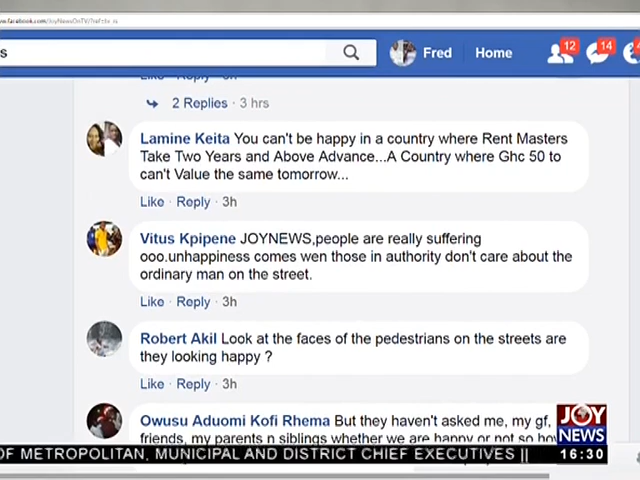 www.facebook.com/JoyNewsOnTV/?ref=br_rs
s
Fred
Home
12
14
Like · Reply ·
2 Replies · 3 hrs
Lamine Keita You can't be happy in a country where Rent Masters
Take Two Years and Above Advance...A Country where Ghc 50 to
can't Value the same tomorrow...
Like · Reply · 3h
Vitus Kpipene JOYNEWS,people are really suffering
ooo.unhappiness comes wen those in authority don't care about the
ordinary man on the street.
Like · Reply · 3h
Robert Akil Look at the faces of the pedestrians on the streets are
they looking happy ?
Like · Reply · 3h
Owusu Aduomi Kofi Rhema But they haven't asked me, my gf,
friends, my parents n siblings whether we are happy or not so how
JOY
NEWS
OF METROPOLITAN, MUNICIPAL AND DISTRICT CHIEF EXECUTIVES ||
16:30